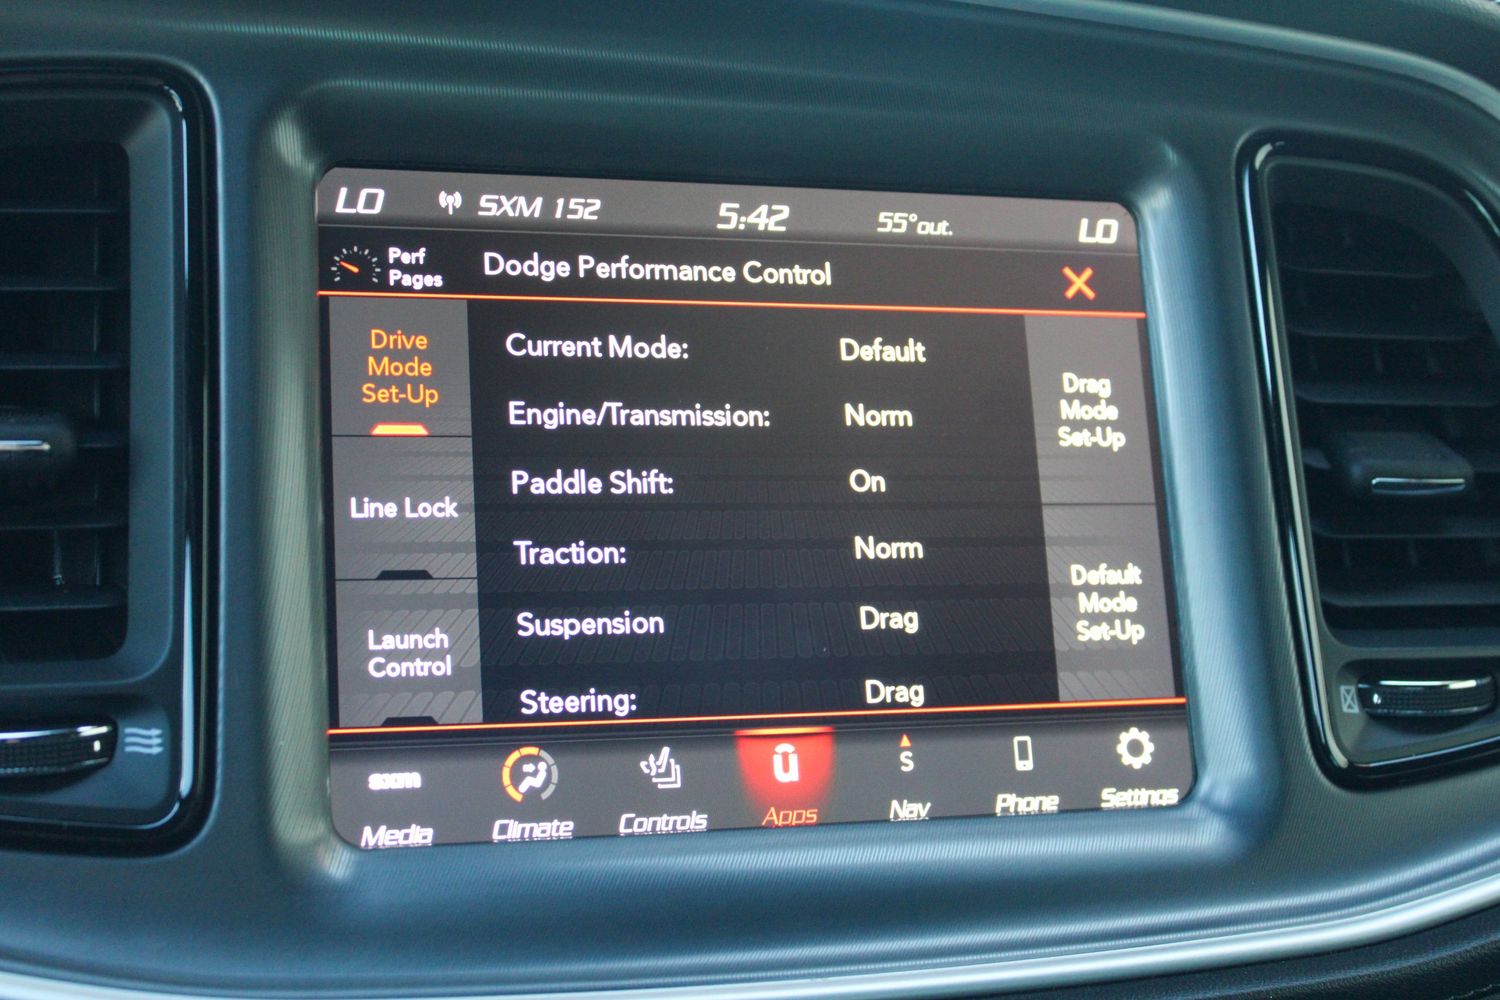 LO SXM 152 5:42 55°out. LO
Perf
Pages
Dodge Performance Control
Drive
Mode
Set-Up
Line Lock
Launch
Control
Current Mode: Default
Engine/Transmission: Norm
Paddle Shift: On
Traction: Norm
Suspension Drag
Steering: Drag
Drag
Mode
Set-Up
Default
Mode
Set-Up
sxm
S
Media Climate Controls Apps Nav Phone Settings